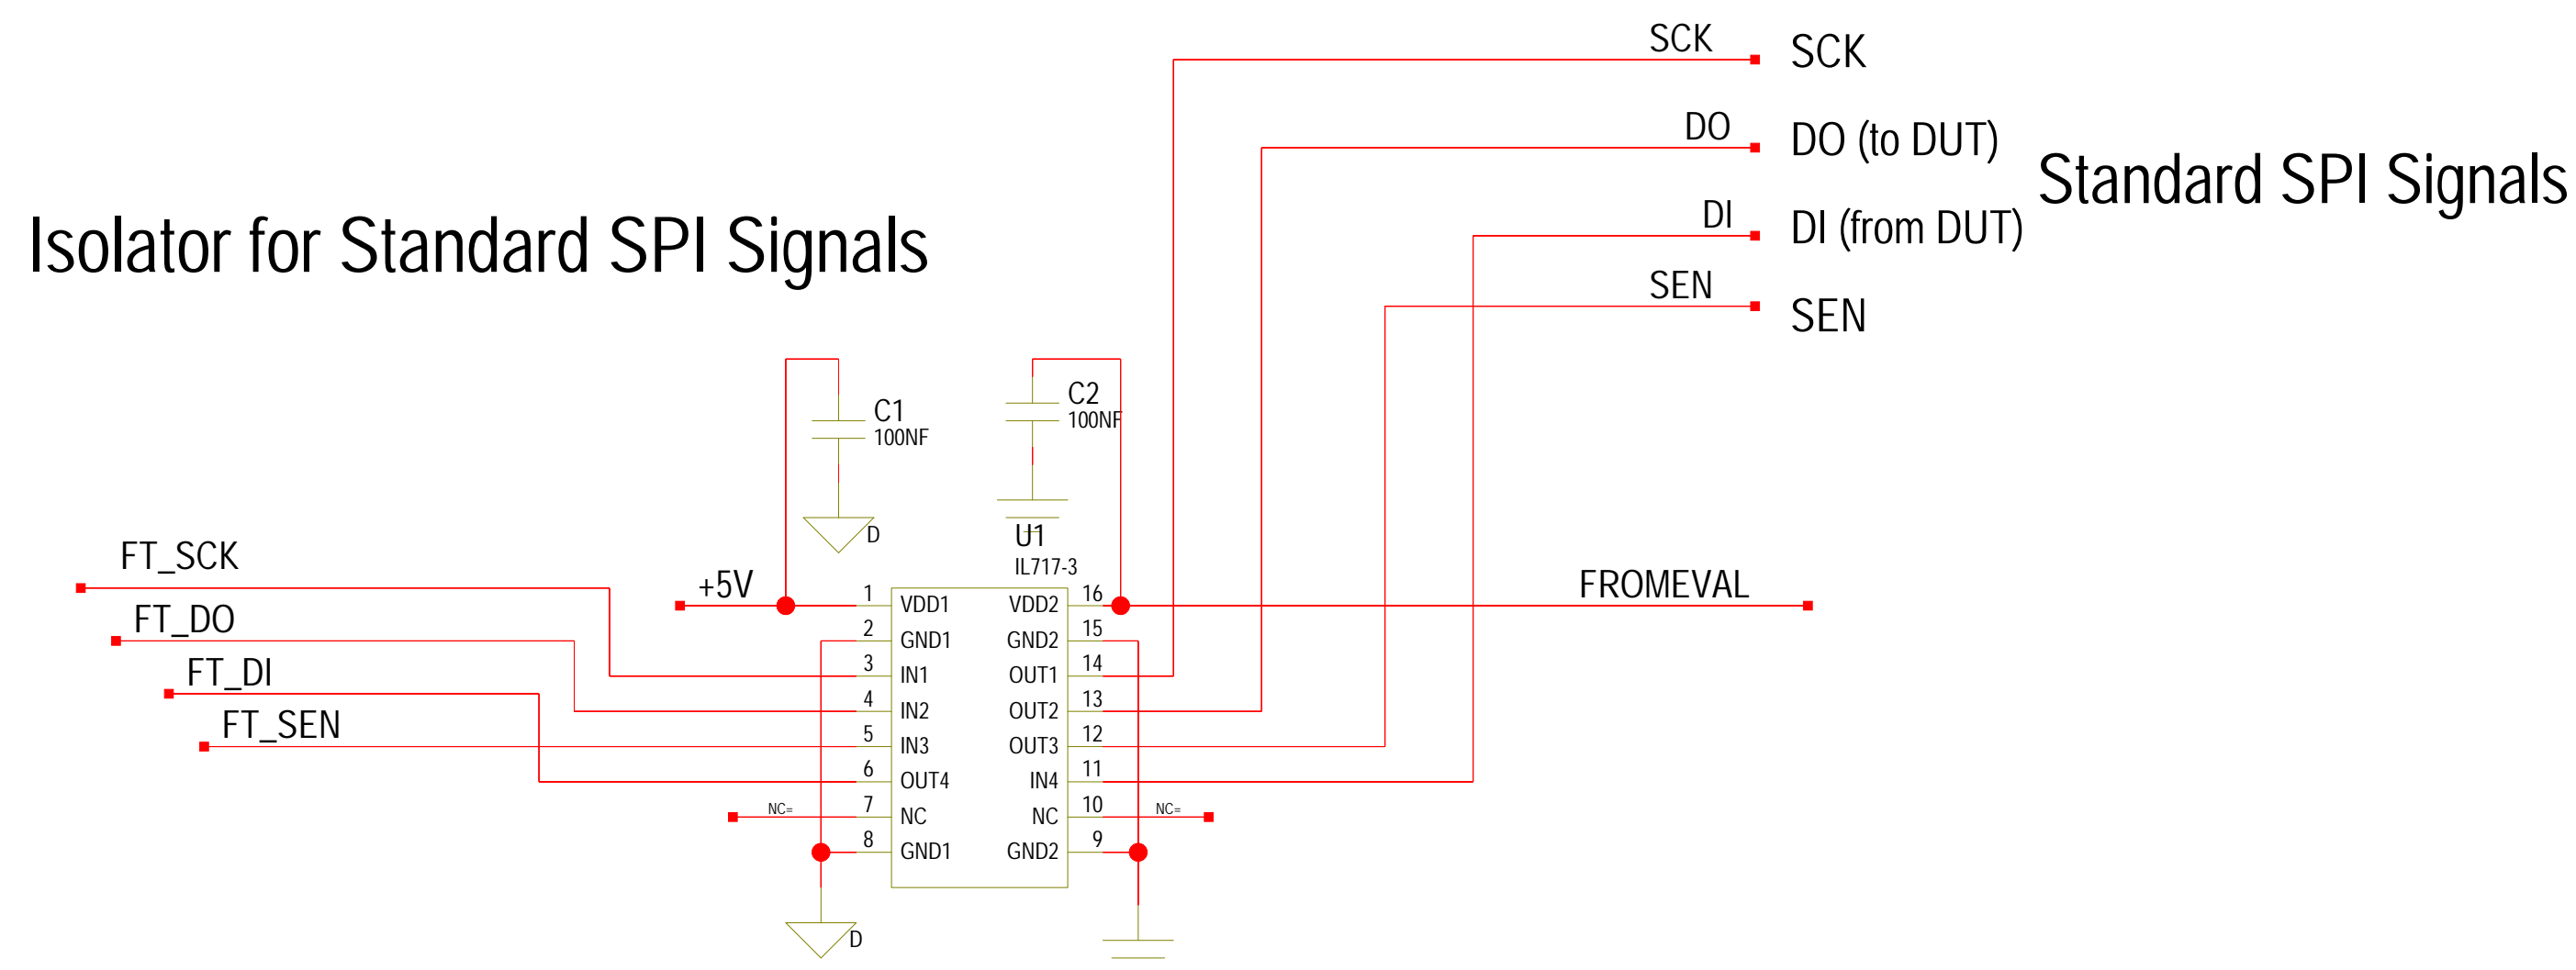 SCK
SCK
DO
DO (to DUT)
Standard SPI Signals
DI
DI (from DUT)
Isolator for Standard SPI Signals
SEN
SEN
C1
100NF
C2
100NF
D
U1
IL717-3
FT_SCK
+5V
FROMEVAL
1
VDD1
VDD2
16
FT_DO
2
GND1
GND2
15
FT_DI
3
IN1
OUT1
14
4
IN2
OUT2
13
FT_SEN
5
IN3
OUT3
12
6
OUT4
IN4
11
NC=
7
NC
NC
10
NC=
8
GND1
GND2
9
D